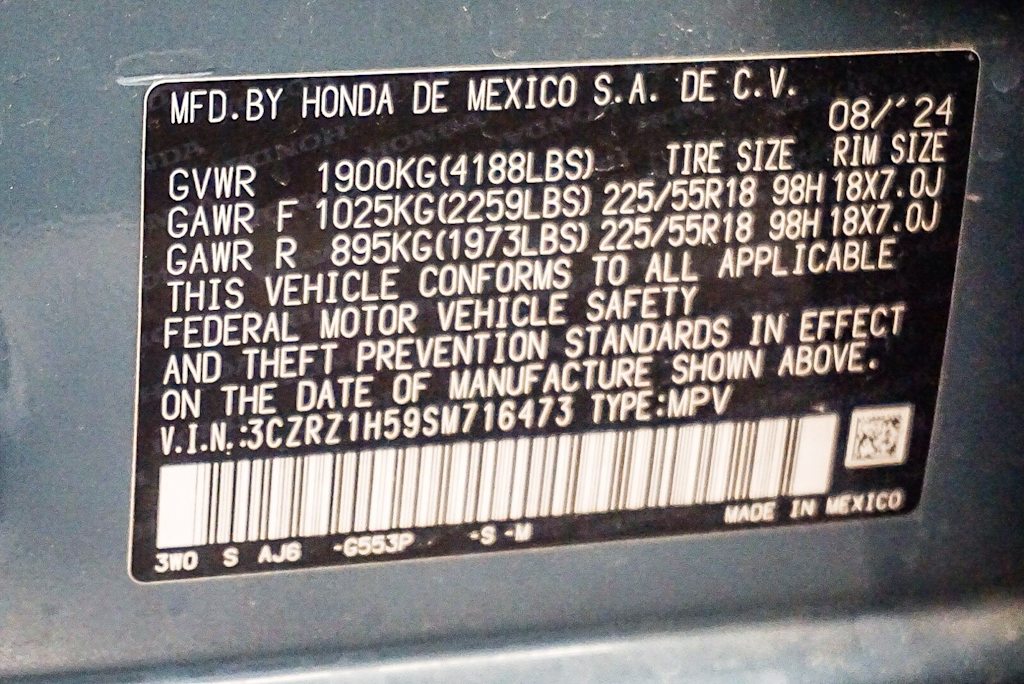 MFD.BY HONDA DE MEXICO S.A. DE C.V.
08/'24
GVWR 1900KG(4188LBS) TIRE SIZE RIM SIZE
GAWR F 1025KG(2259LBS) 225/55R18 98H 18X7.0J
GAWR R 895KG(1973LBS) 225/55R18 98H 18X7.0J
THIS VEHICLE CONFORMS TO ALL APPLICABLE
FEDERAL MOTOR VEHICLE SAFETY
AND THEFT PREVENTION STANDARDS IN EFFECT
ON THE DATE OF MANUFACTURE SHOWN ABOVE.
V.I.N.:3CZRZ1H59SM716473 TYPE:MPV
MADE IN MEXICO
3W0 S AJ6 -G553P -S -M